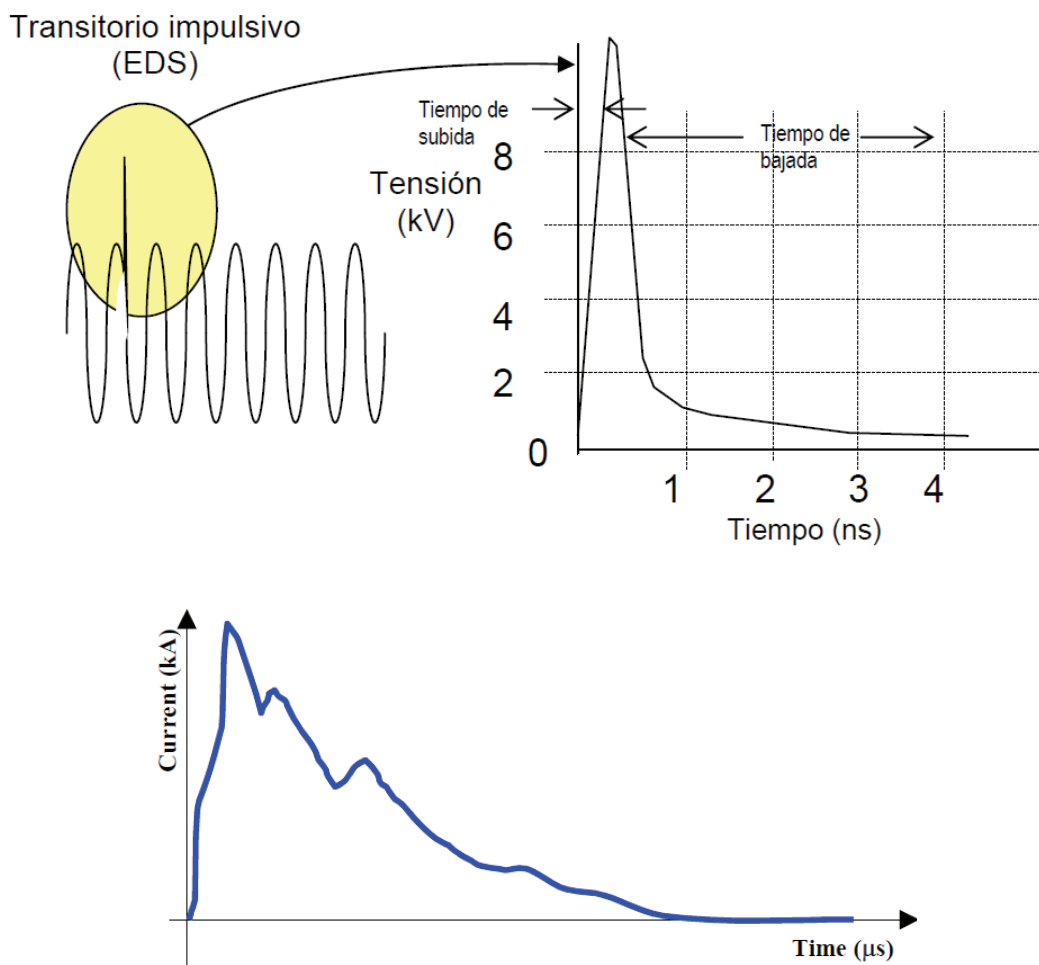 Transitorio impulsivo
(EDS)
Tiempo de
subida
Tiempo de
bajada
Tensión
(kV)
8
6
4
2
0
1 2 3 4
Tiempo (ns)
Current (kA)
Time (μs)